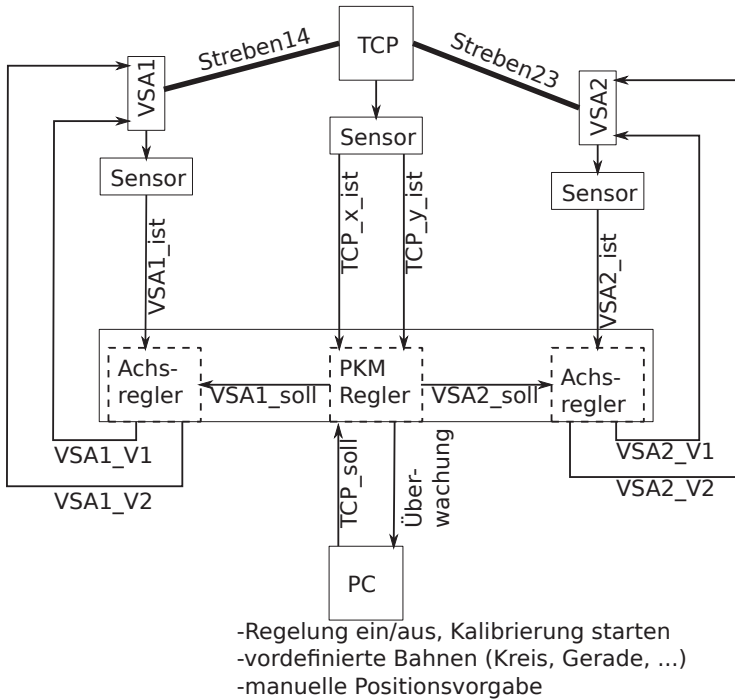 TCP
Streben14
Streben23
VSA1
VSA2
Sensor
Sensor
Sensor
VSA1_ist
TCP_x_ist
TCP_y_ist
VSA2_ist
Achs-
regler
VSA1_soll
PKM
Regler
VSA2_soll
Achs-
regler
VSA1_V1
VSA1_V2
TCP_soll
Über-
wachung
VSA2_V1
VSA2_V2
PC
-Regelung ein/aus, Kalibrierung starten
-vordefinierte Bahnen (Kreis, Gerade, ...)
-manuelle Positionsvorgabe